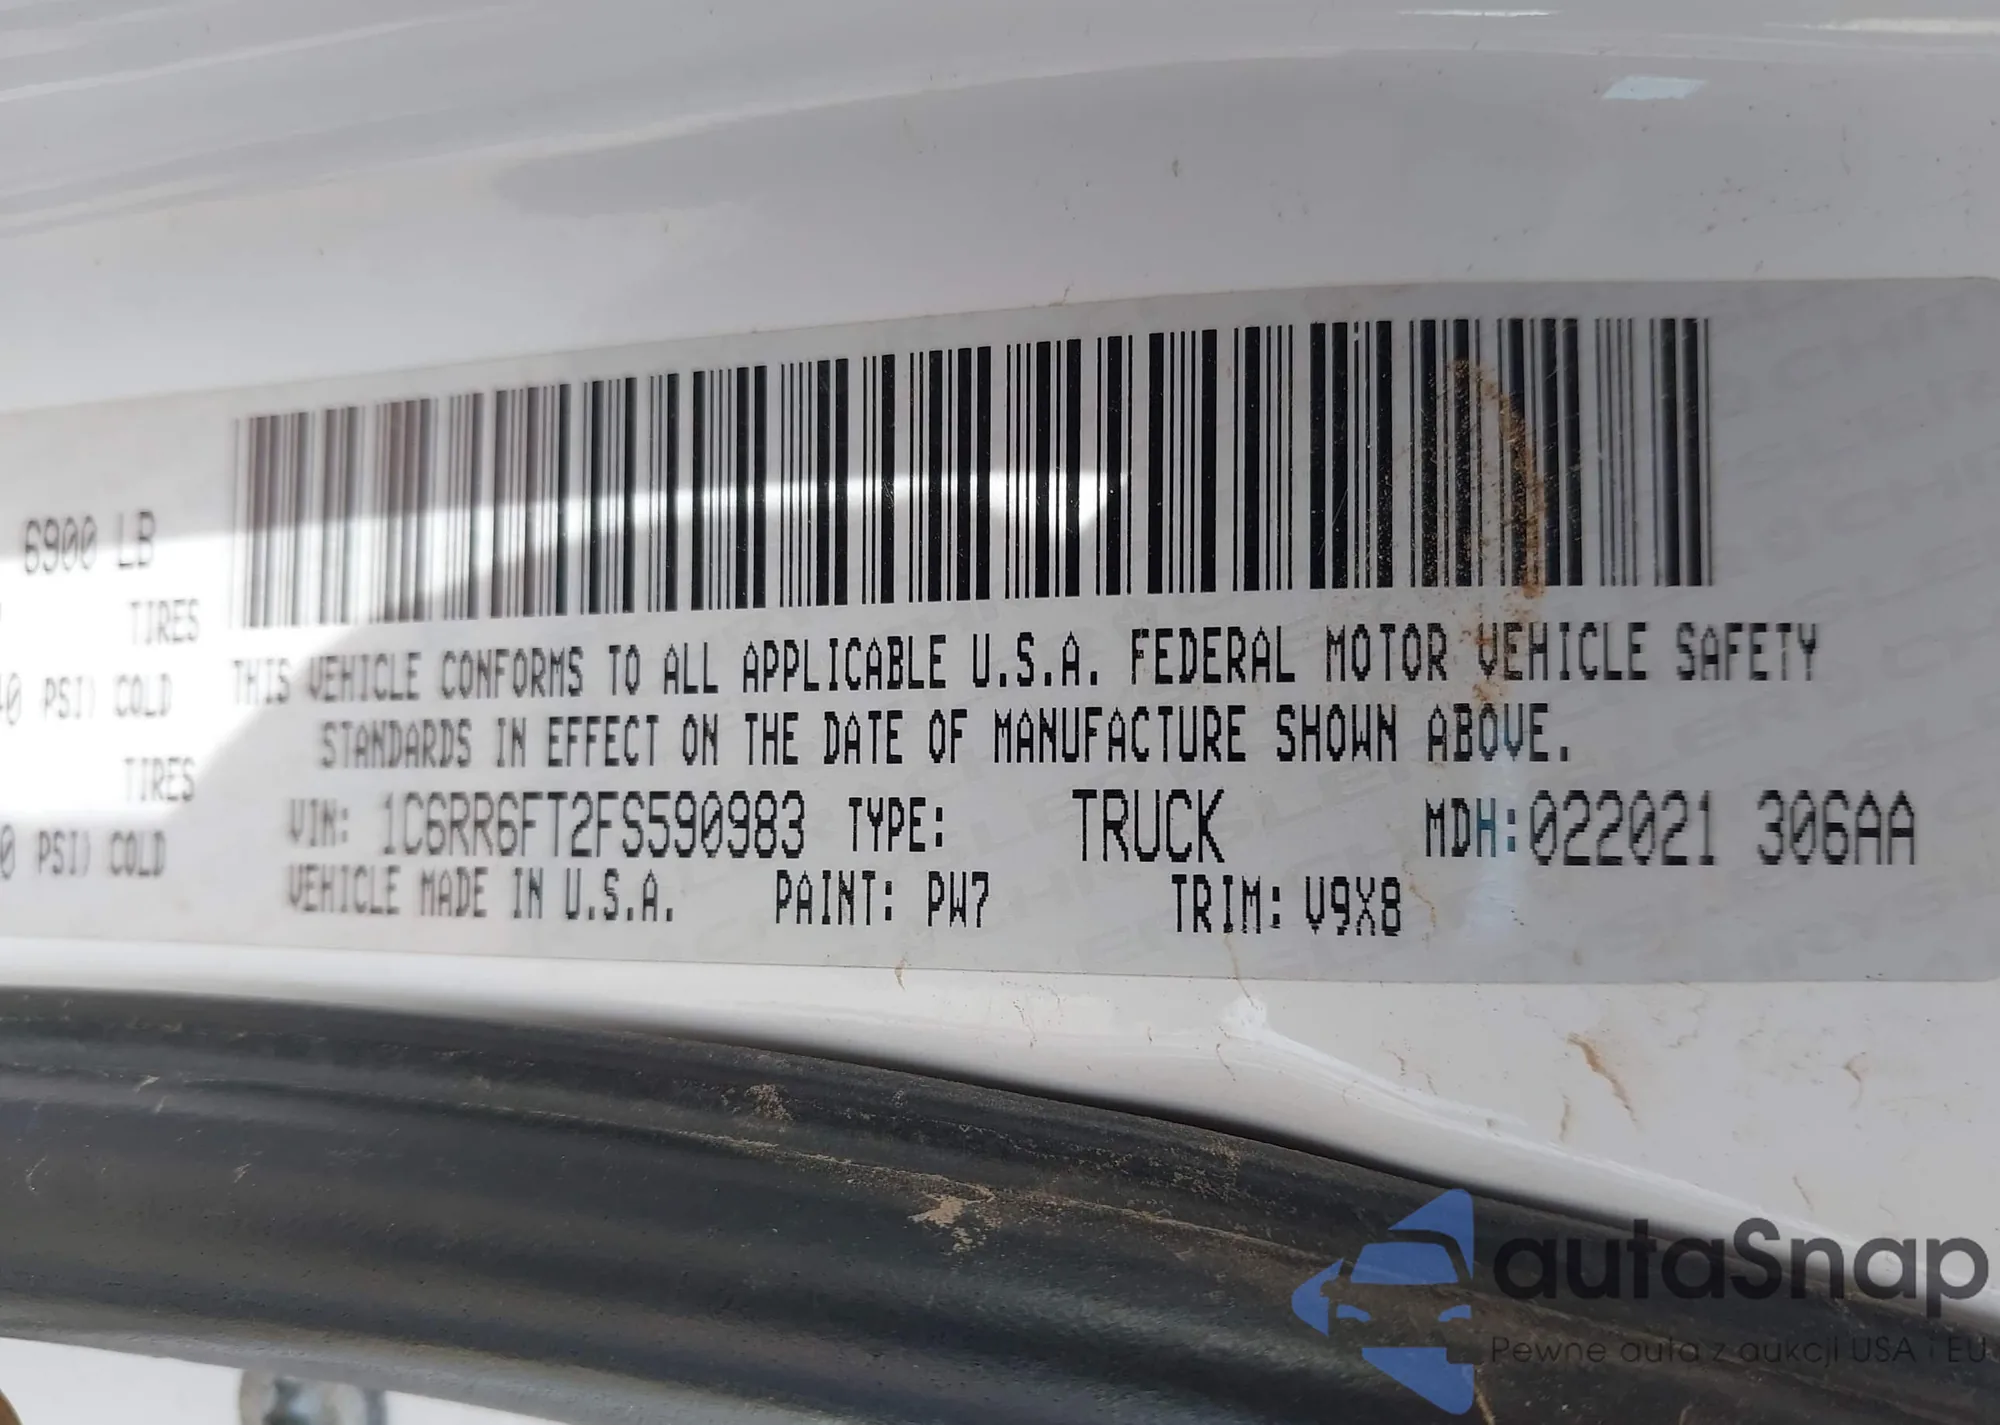 6900 LB
TIRES
PSI) COLD
TIRES
PSI) COLD
THIS VEHICLE CONFORMS TO ALL APPLICABLE U.S.A. FEDERAL MOTOR VEHICLE SAFETY
STANDARDS IN EFFECT ON THE DATE OF MANUFACTURE SHOWN ABOVE.
VIN: 1C6RR6FT2FS590983 TYPE: TRUCK MDH:022021 306AA
VEHICLE MADE IN U.S.A. PAINT: PW7 TRIM: V9X8
autaSnap
Pewne auta z aukcji USA i EU